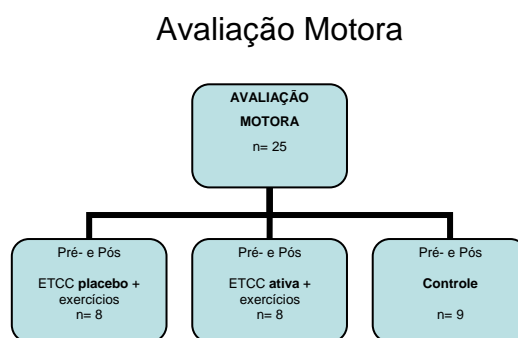 Avaliação Motora
AVALIAÇÃO
MOTORA
n= 25
Pré- e Pós
ETCC placebo +
exercícios
n= 8
Pré- e Pós
ETCC ativa +
exercícios
n= 8
Pré- e Pós
Controle
n= 9